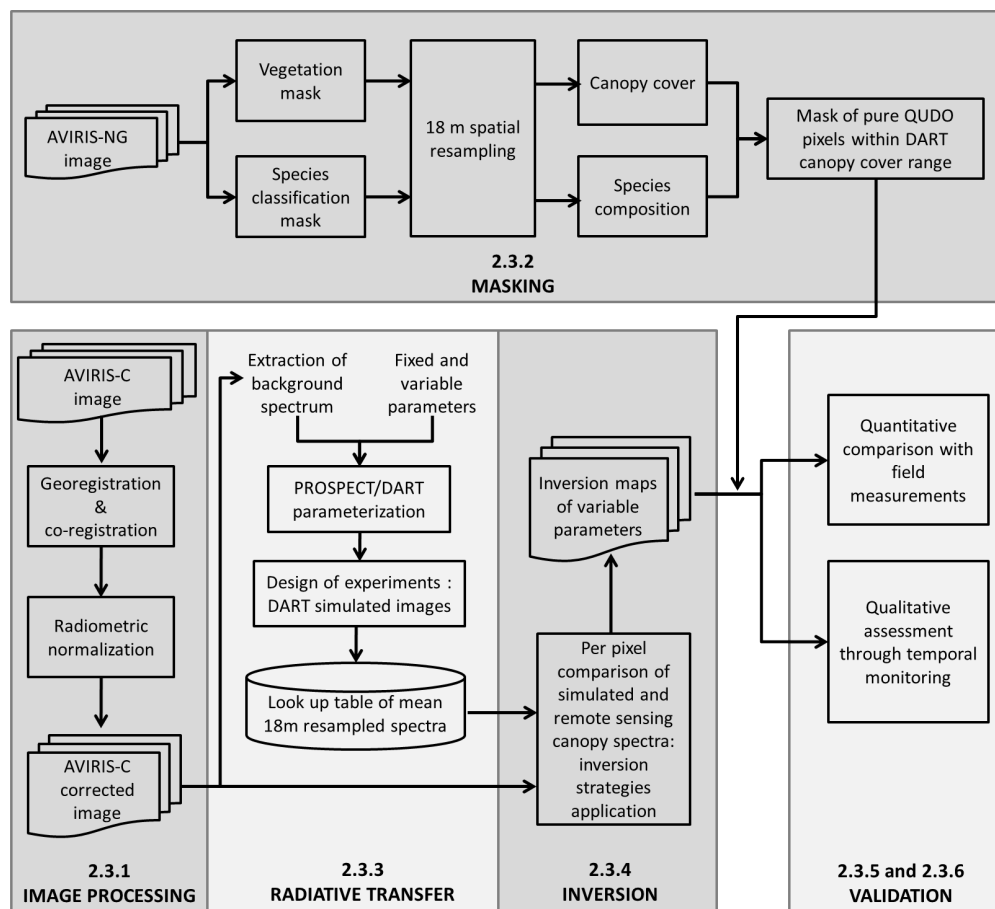 AVIRIS-NG
image
Vegetation
mask
Species
classification
mask
18 m spatial
resampling
Canopy cover
Species
composition
Mask of pure QUDO
pixels within DART
canopy cover range
2.3.2
MASKING
AVIRIS-C
image
Georegistration
&
co-registration
Radiometric
normalization
AVIRIS-C
corrected
image
2.3.1
IMAGE PROCESSING
Extraction of
background
spectrum
Fixed and
variable
parameters
PROSPECT/DART
parameterization
Design of experiments :
DART simulated images
Look up table of mean
18m resampled spectra
2.3.3
RADIATIVE TRANSFER
Inversion maps
of variable
parameters
Per pixel
comparison of
simulated and
remote sensing
canopy spectra:
inversion
strategies
application
2.3.4
INVERSION
Quantitative
comparison with
field
measurements
Qualitative
assessment
through temporal
monitoring
2.3.5 and 2.3.6
VALIDATION